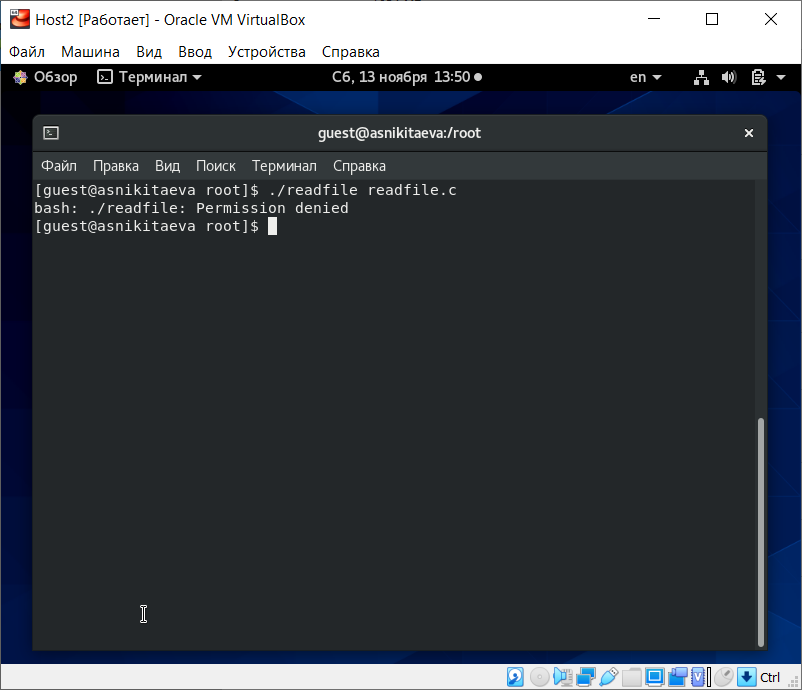 Host2 [Работает] - Oracle VM VirtualBox
Файл Машина Вид Ввод Устройства Справка
Обзор Терминал Сб, 13 ноября 13:50 en
guest@asnikitaeva:/root
Файл Правка Вид Поиск Терминал Справка
[guest@asnikitaeva root]$ ./readfile readfile.c
bash: ./readfile: Permission denied
[guest@asnikitaeva root]$
Ctrl